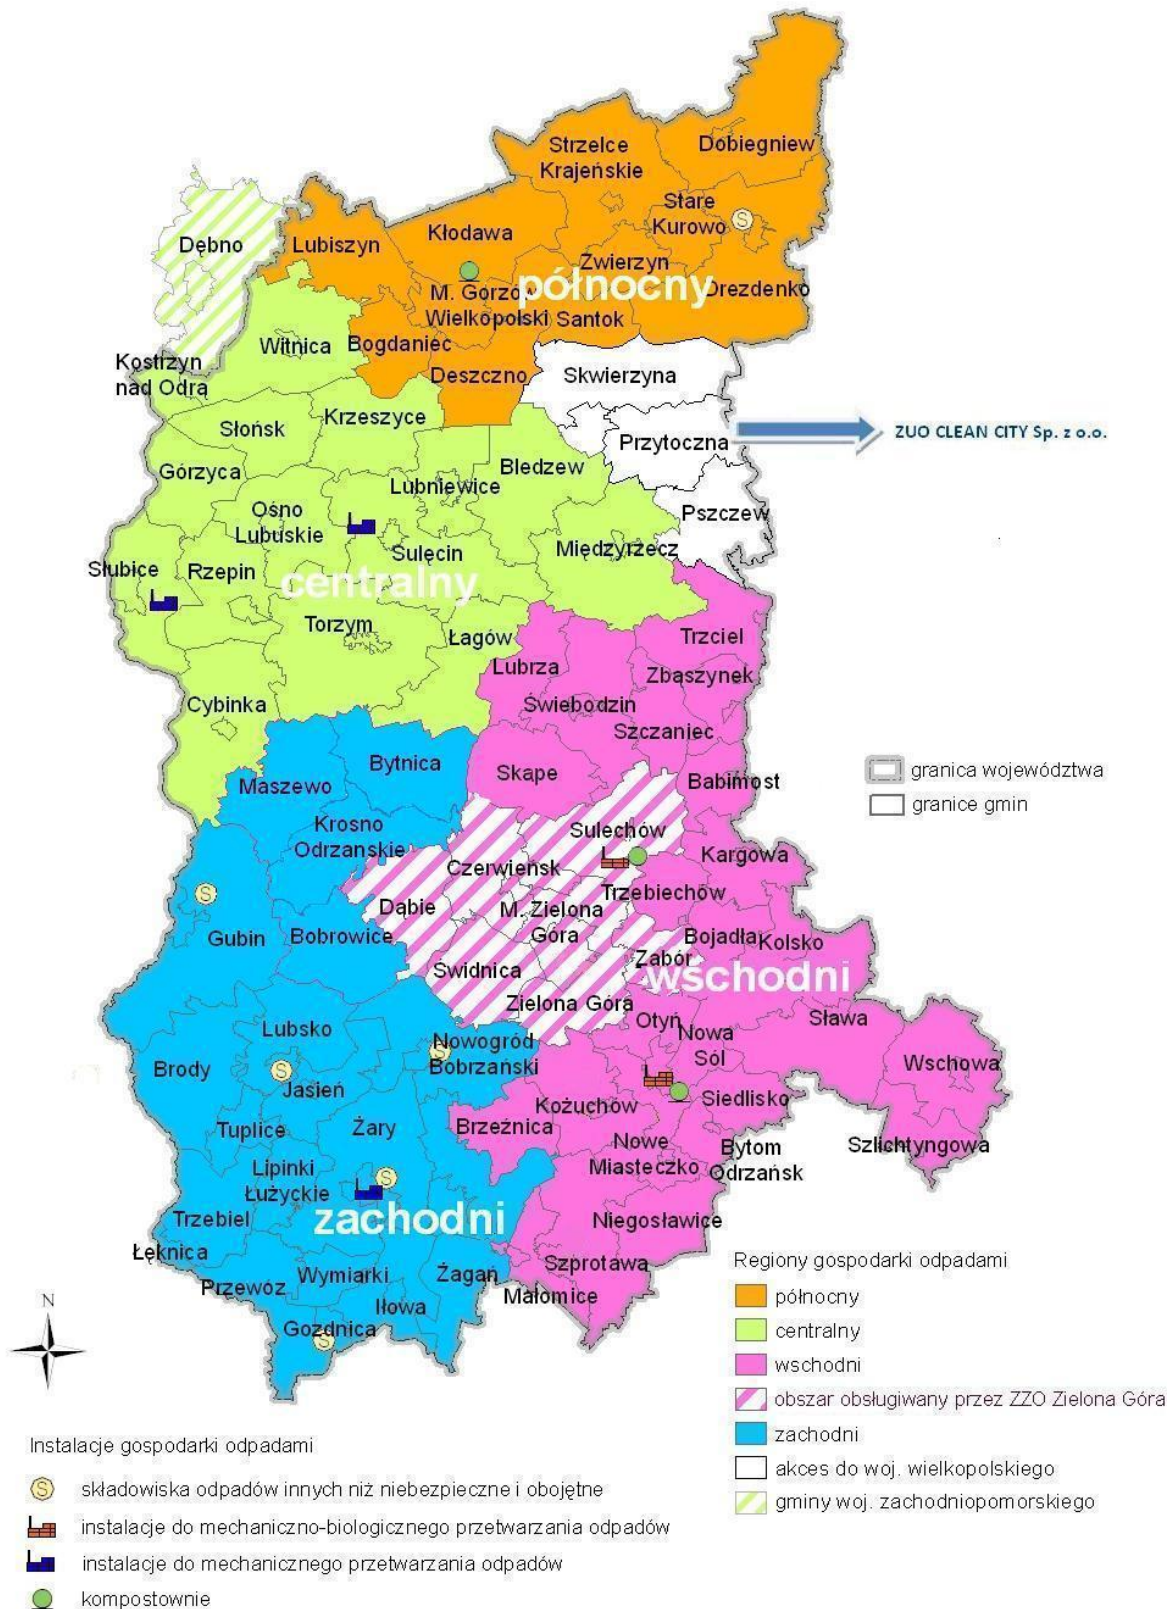 Dobiegniew
Strzelce
Krajeńskie
Stare
Kurowo
Dębno
Lubiszyn
Kłodawa
Zwierzyn
północny
Drezdenko
M. Gorzów
Wielkopolski
Santok
Witnica
Bogdaniec
Kostrzyn
nad Odrą
Deszczno
Skwierzyna
Krzeszyce
Słońsk
Przytoczna
ZUO CLEAN CITY Sp. z o.o.
Górzyca
Bledzew
Lubniewice
Ośno
Lubuskie
Pszczew
Sulęcin
Międzyrzecz
Słubice
Rzepin
centralny
Torzym
Łagów
Trzciel
Lubrza
Zbąszynek
Cybinka
Świebodzin
Szczaniec
Bytnica
Skape
Babimost
granica województwa
Maszewo
granice gmin
Krosno
Odrzanskie
Sulechów
Czerwieńsk
Kargowa
Trzebiechów
Dąbie
M. Zielona
Góra
Gubin
Bobrowice
Bojadła
Kolsko
Zabór
wschodni
Świdnica
Zielona Góra
Otyń
Sława
Lubsko
Nowa
Sól
Nowogród
Bobrzański
Wschowa
Brody
Jasień
Siedlisko
Kożuchów
Tuplice
Żary
Brzeźnica
Nowe
Miasteczko
Bytom
Odrzańsk
Szlichtyngowa
Lipinki
Łużyckie
zachodni
Trzebiel
Niegosławice
Łęknica
Przewóz
Wymiarki
Żagań
Szprotawa
Małomice
Iłowa
Gozdnica
N
Regiony gospodarki odpadami
północny
centralny
wschodni
obszar obsługiwany przez ZZO Zielona Góra
zachodni
akces do woj. wielkopolskiego
gminy woj. zachodniopomorskiego
Instalacje gospodarki odpadami
S składowiska odpadów innych niż niebezpieczne i obojętne
instalacje do mechaniczno-biologicznego przetwarzania odpadów
instalacje do mechanicznego przetwarzania odpadów
kompostownie